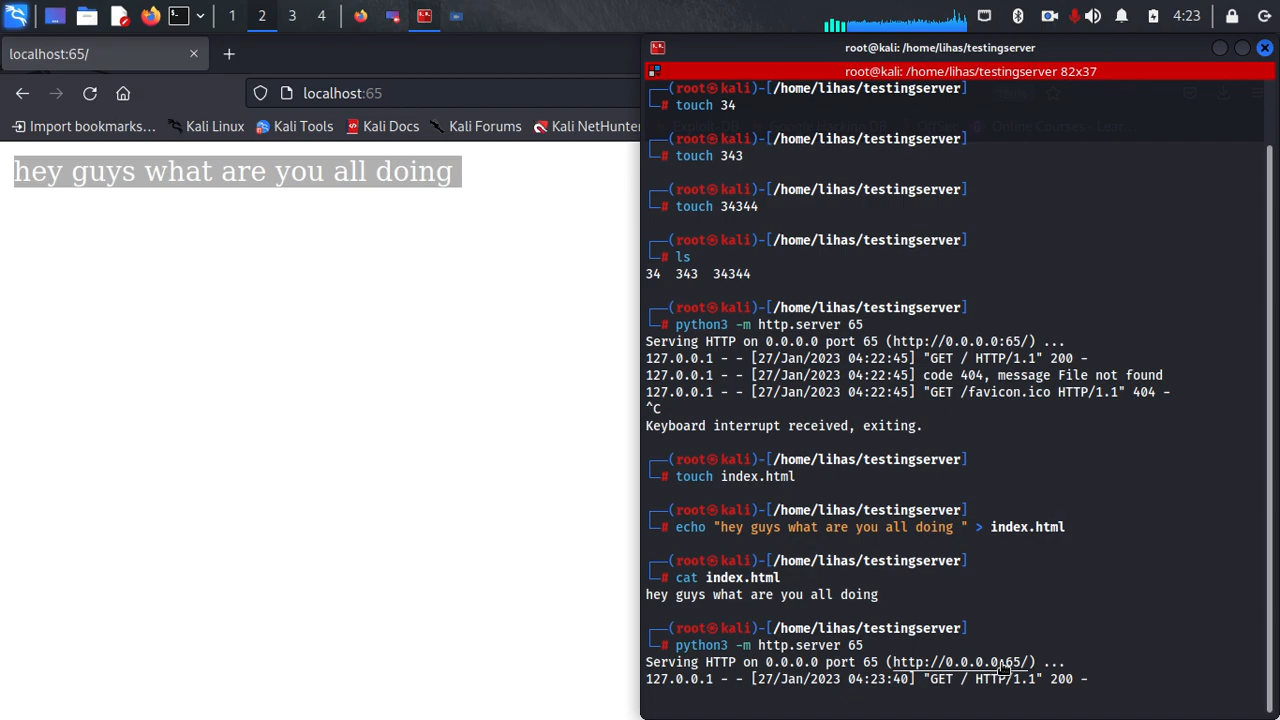 1 2 3 4
4:23
localhost:65/
localhost:65
Import bookmarks...
Kali Linux
Kali Tools
Kali Docs
Kali Forums
Kali NetHunter
hey guys what are you all doing
root@kali: /home/lihas/testingserver
root@kali: /home/lihas/testingserver 82x37
┌──(root㉿kali)-[/home/lihas/testingserver]
└─# touch 34
┌──(root㉿kali)-[/home/lihas/testingserver]
└─# touch 343
┌──(root㉿kali)-[/home/lihas/testingserver]
└─# touch 34344
┌──(root㉿kali)-[/home/lihas/testingserver]
└─# ls
34  343  34344
┌──(root㉿kali)-[/home/lihas/testingserver]
└─# python3 -m http.server 65
Serving HTTP on 0.0.0.0 port 65 (http://0.0.0.0:65/) ...
127.0.0.1 - - [27/Jan/2023 04:22:45] "GET / HTTP/1.1" 200 -
127.0.0.1 - - [27/Jan/2023 04:22:45] code 404, message File not found
127.0.0.1 - - [27/Jan/2023 04:22:45] "GET /favicon.ico HTTP/1.1" 404 -
^C
Keyboard interrupt received, exiting.
┌──(root㉿kali)-[/home/lihas/testingserver]
└─# touch index.html
┌──(root㉿kali)-[/home/lihas/testingserver]
└─# echo "hey guys what are you all doing " > index.html
┌──(root㉿kali)-[/home/lihas/testingserver]
└─# cat index.html
hey guys what are you all doing
┌──(root㉿kali)-[/home/lihas/testingserver]
└─# python3 -m http.server 65
Serving HTTP on 0.0.0.0 port 65 (http://0.0.0.0:65/) ...
127.0.0.1 - - [27/Jan/2023 04:23:40] "GET / HTTP/1.1" 200 -